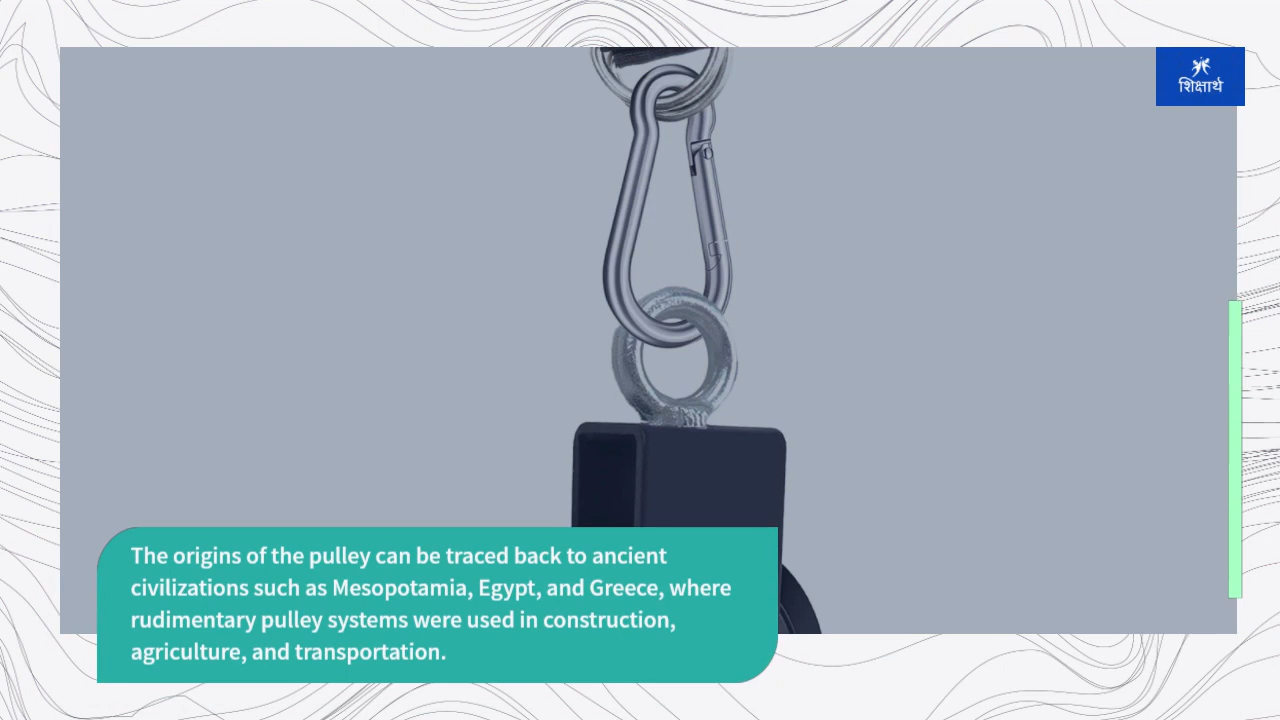 शिक्षार्थ
The origins of the pulley can be traced back to ancient
civilizations such as Mesopotamia, Egypt, and Greece, where
rudimentary pulley systems were used in construction,
agriculture, and transportation.